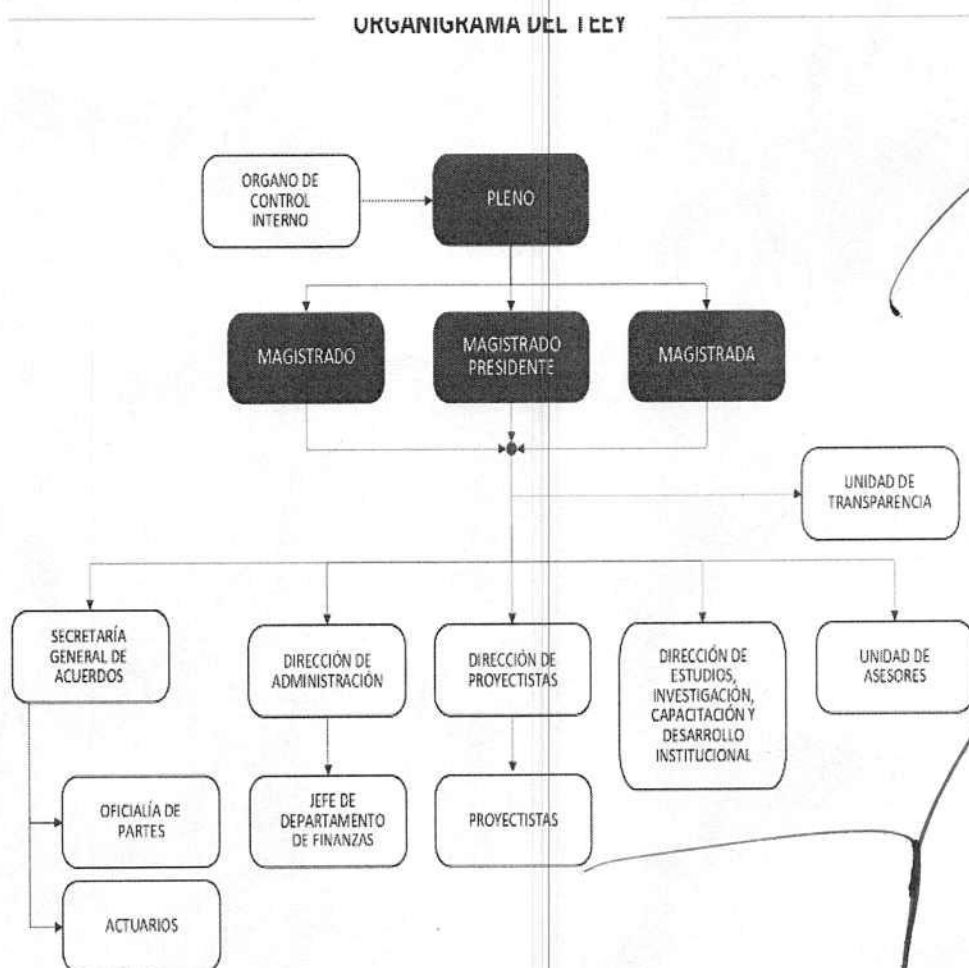 ORGANIGRAMA DEL TEEY
ORGANO DE
CONTROL
INTERNO
PLENO
MAGISTRADO
MAGISTRADO
PRESIDENTE
MAGISTRADA
UNIDAD DE
TRANSPARENCIA
SECRETARÍA
GENERAL DE
ACUERDOS
DIRECCIÓN DE
ADMINISTRACIÓN
DIRECCIÓN DE
PROYECTISTAS
DIRECCIÓN DE
ESTUDIOS,
INVESTIGACIÓN,
CAPACITACIÓN Y
DESARROLLO
INSTITUCIONAL
UNIDAD DE
ASESORES
OFICIALÍA DE
PARTES
JEFE DE
DEPARTAMENTO
DE FINANZAS
PROYECTISTAS
ACTUARIOS